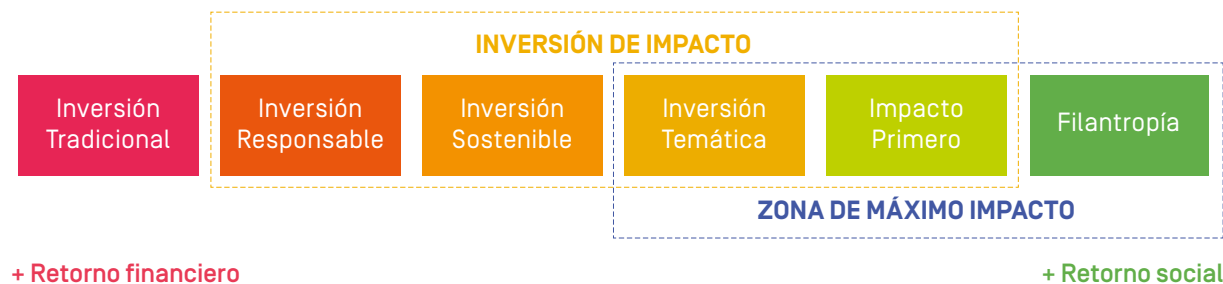 INVERSIÓN DE IMPACTO
Inversión
Tradicional
Inversión
Responsable
Inversión
Sostenible
Inversión
Temática
Impacto
Primero
Filantropía
ZONA DE MÁXIMO IMPACTO
+ Retorno financiero
+ Retorno social